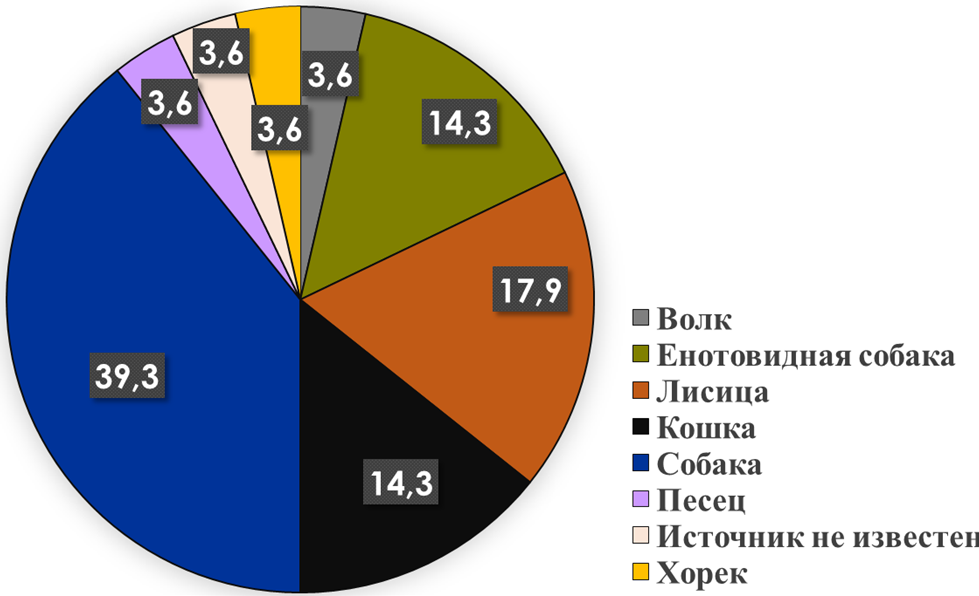 3,6
3,6
3,6
3,6
14,3
17,9
39,3
14,3
Волк
Енотовидная собака
Лисица
Кошка
Собака
Песец
Источник не известен
Хорек